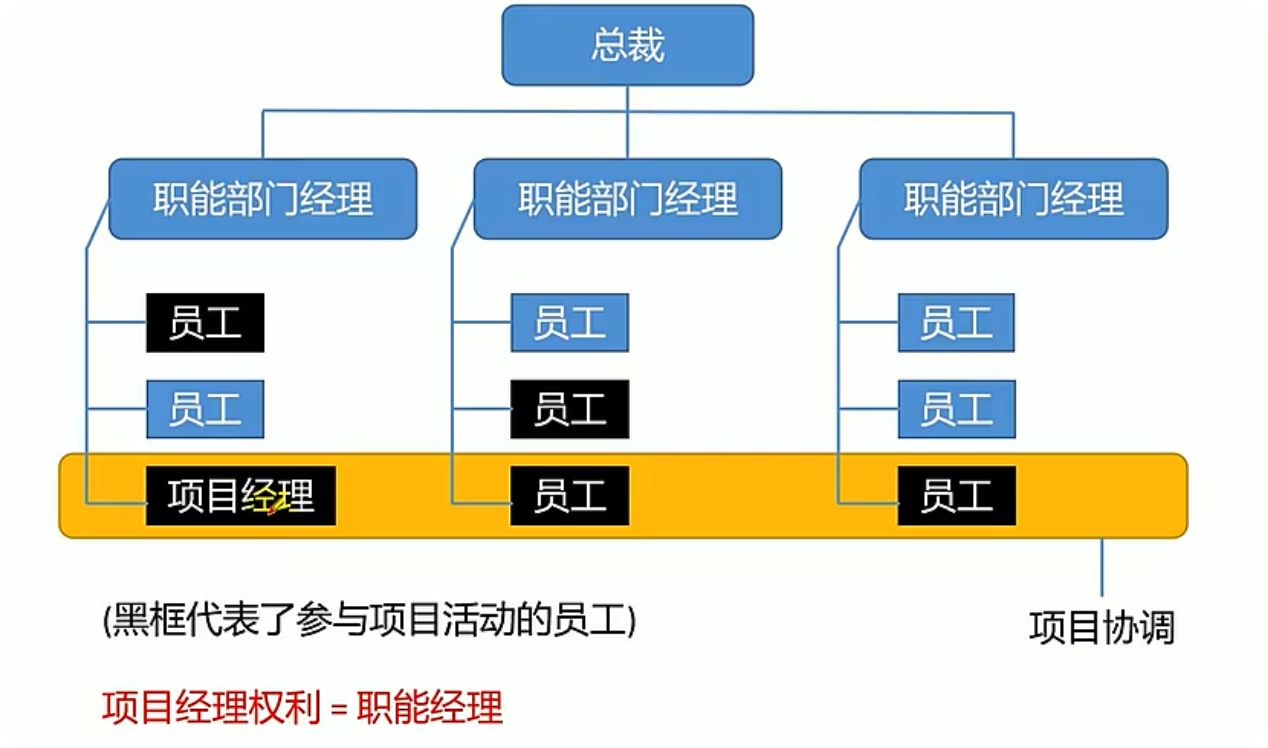 总裁
职能部门经理 职能部门经理 职能部门经理
员工 员工 员工
员工 员工 员工
项目经理 员工 员工
(黑框代表了参与项目活动的员工)
项目协调
项目经理权利 = 职能经理